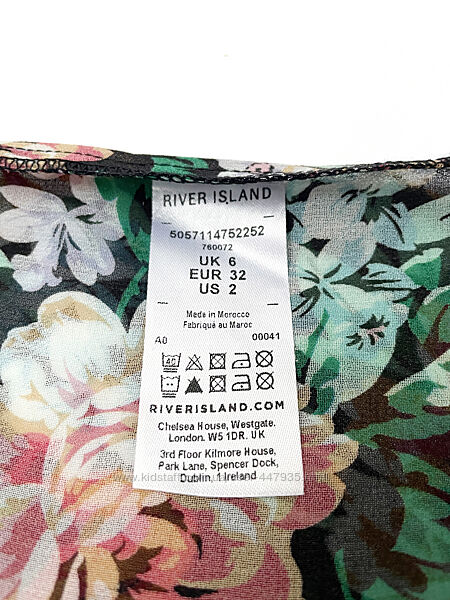 RIVER ISLAND
5057114752252
760072
UK 6
EUR 32
US 2
Made in Morocco
Fabriqué au Maroc
A0 00041
40
RIVERISLAND.COM
Chelsea House, Westgate.
London. W5 1DR. UK
3rd Floor Kilmore House,
Park Lane, Spencer Dock,
Dublin, 1 Ireland